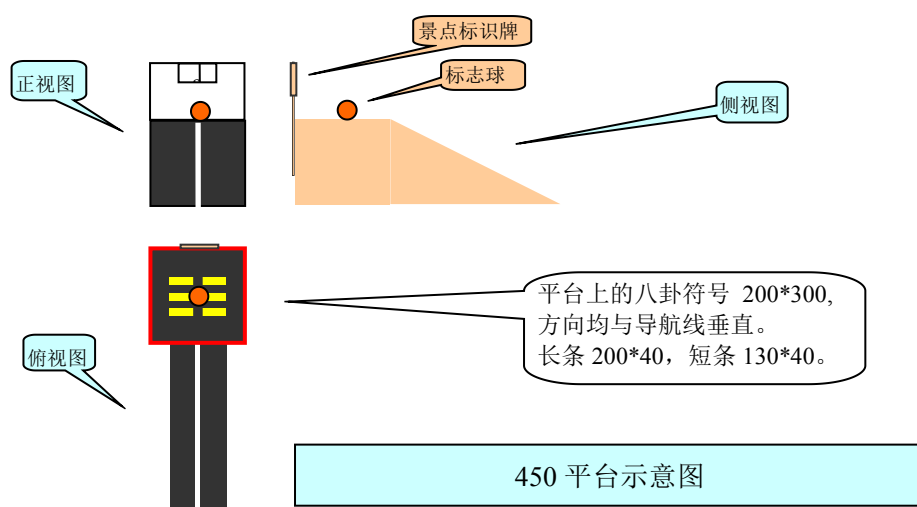 景点标识牌
正视图
标志球
侧视图
平台上的八卦符号 200*300,
方向均与导航线垂直。
长条 200*40，短条 130*40。
俯视图
450 平台示意图